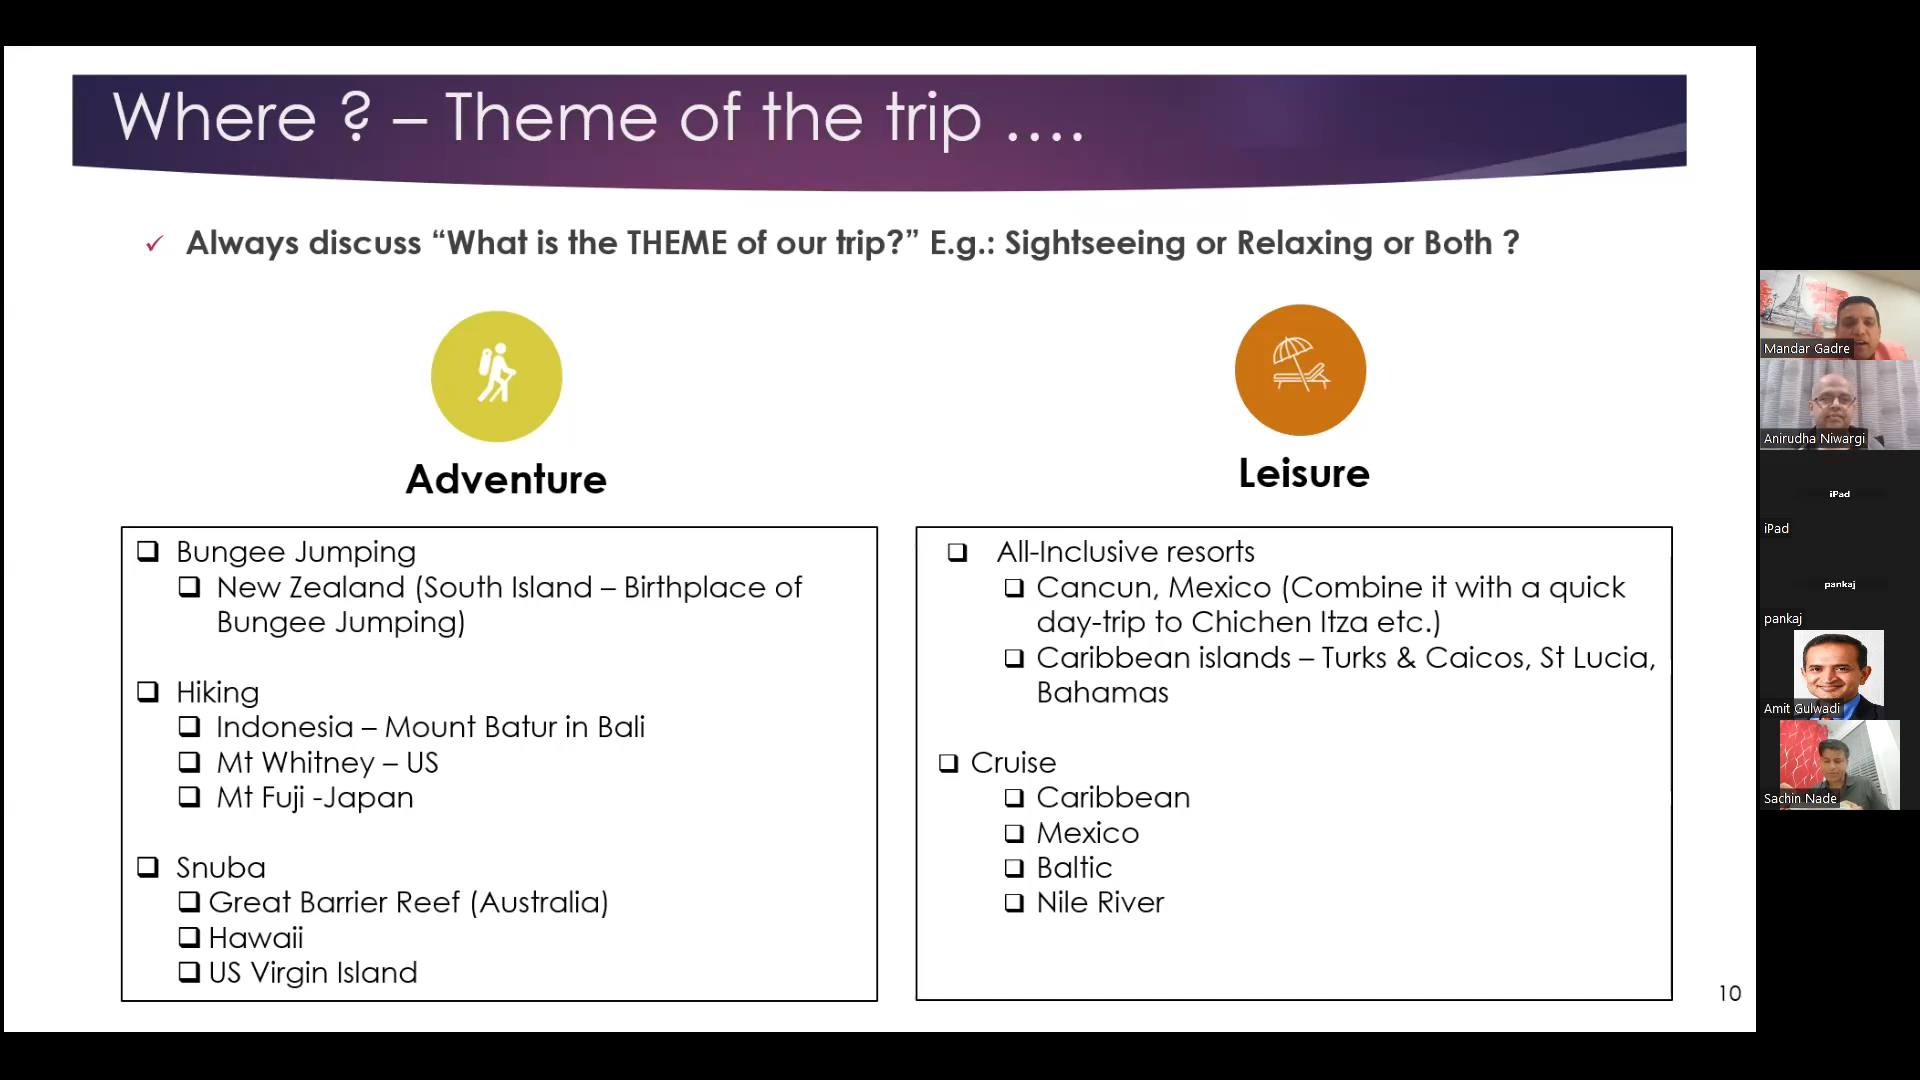 Where ? – Theme of the trip ....
Always discuss “What is the THEME of our trip?” E.g.: Sightseeing or Relaxing or Both ?
Adventure
Bungee Jumping
New Zealand (South Island – Birthplace of
Bungee Jumping)
Hiking
Indonesia – Mount Batur in Bali
Mt Whitney – US
Mt Fuji -Japan
Snuba
Great Barrier Reef (Australia)
Hawaii
US Virgin Island
Leisure
All-Inclusive resorts
Cancun, Mexico (Combine it with a quick
day-trip to Chichen Itza etc.)
Caribbean islands – Turks & Caicos, St Lucia,
Bahamas
Cruise
Caribbean
Mexico
Baltic
Nile River
10
Mandar Gadre
Anirudha Niwargi
iPad
iPad
pankaj
pankaj
Amit Gulwadi
Sachin Nade